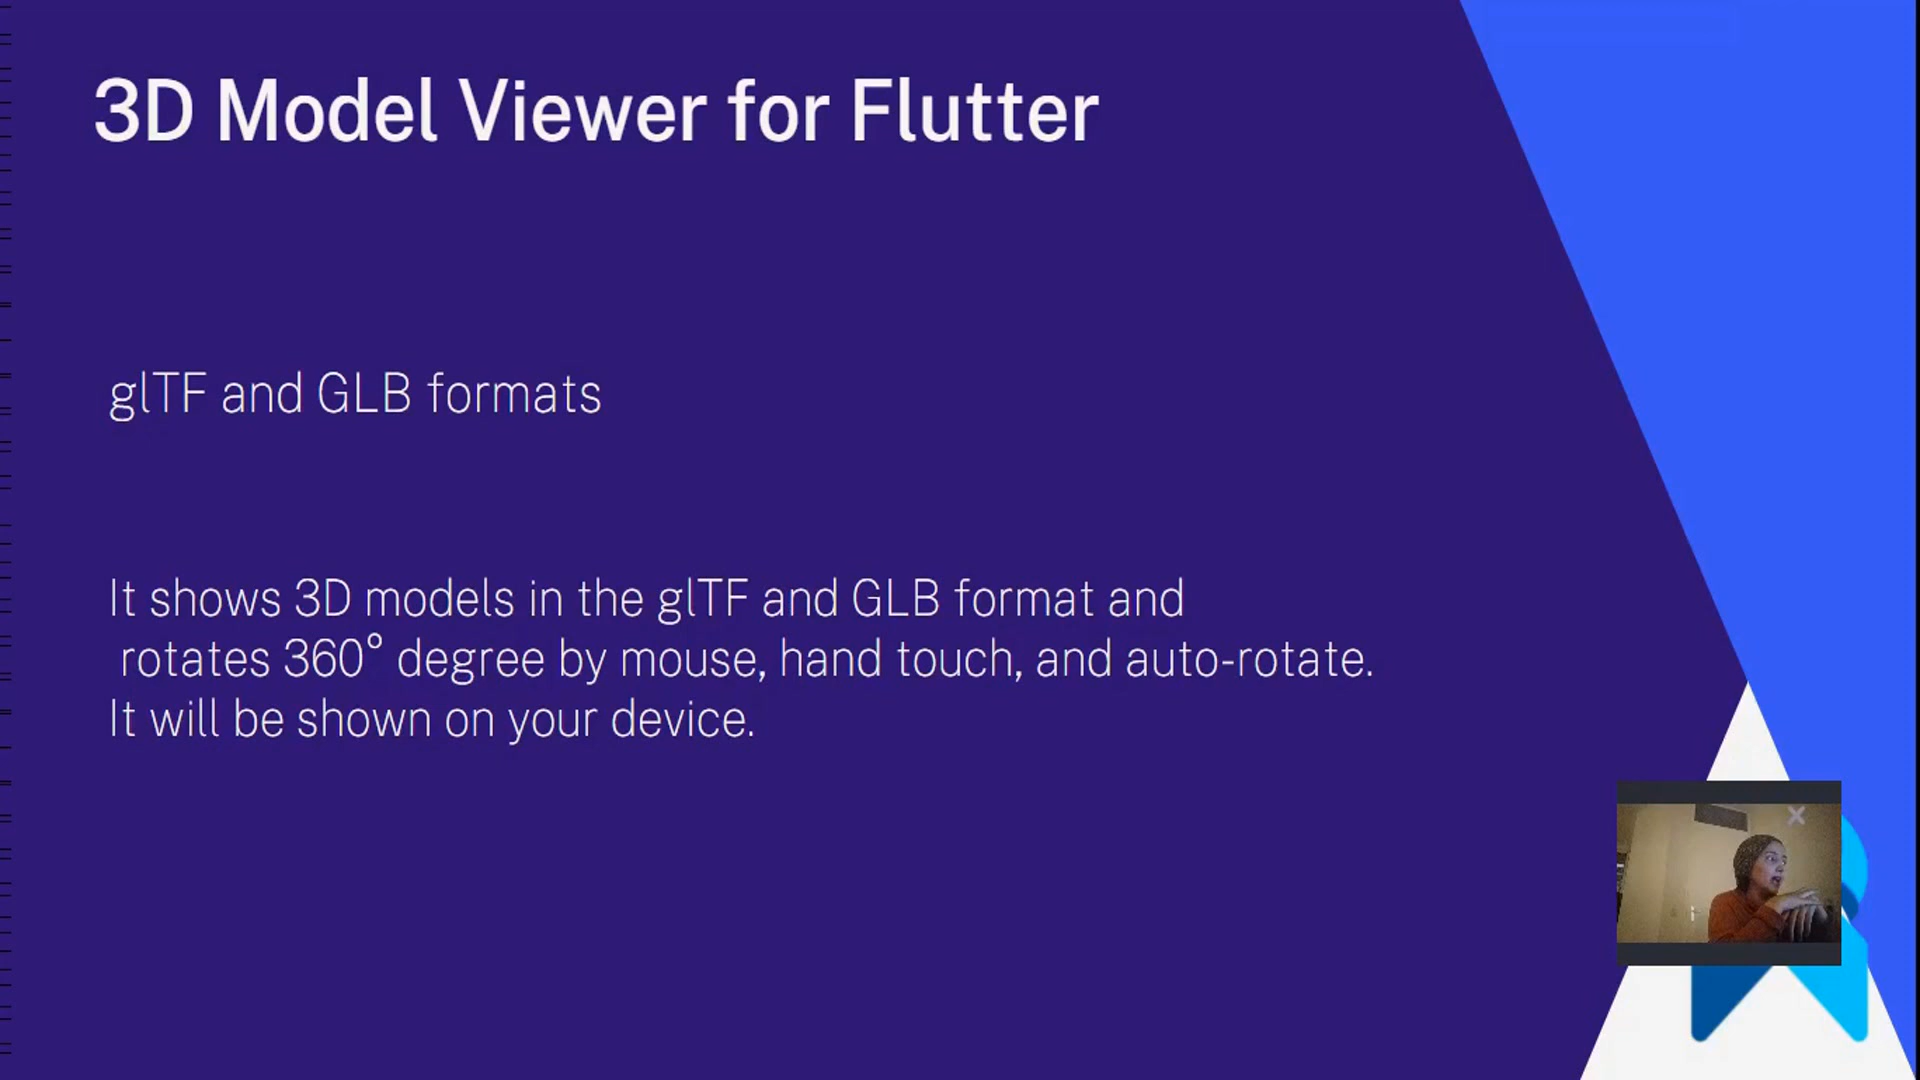 3D Model Viewer for Flutter
glTF and GLB formats
It shows 3D models in the glTF and GLB format and
rotates 360° degree by mouse, hand touch, and auto-rotate.
It will be shown on your device.